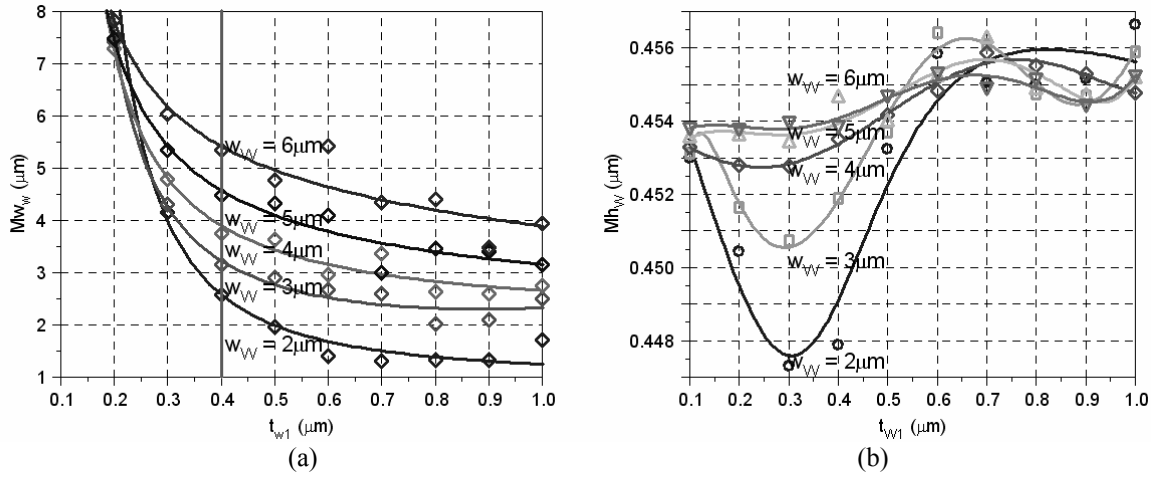 8
7
6
5
4
3
2
1
Mw_w (μm)
w_W = 6μm
w_W = 5μm
w_W = 4μm
w_W = 3μm
w_W = 2μm
0.1 0.2 0.3 0.4 0.5 0.6 0.7 0.8 0.9 1.0
t_w1 (μm)
(a)
0.456
0.454
0.452
0.450
0.448
Mh_W (μm)
w_W = 6μm
w_W = 5μm
w_W = 4μm
w_W = 3μm
w_W = 2μm
0.1 0.2 0.3 0.4 0.5 0.6 0.7 0.8 0.9 1.0
t_W1 (μm)
(b)